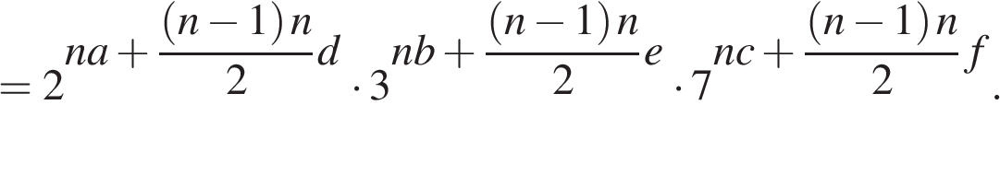 $= 2^{na + \frac{(n-1)n}{2}d} \cdot 3^{nb + \frac{(n-1)n}{2}e} \cdot 7^{nc + \frac{(n-1)n}{2}f}.$